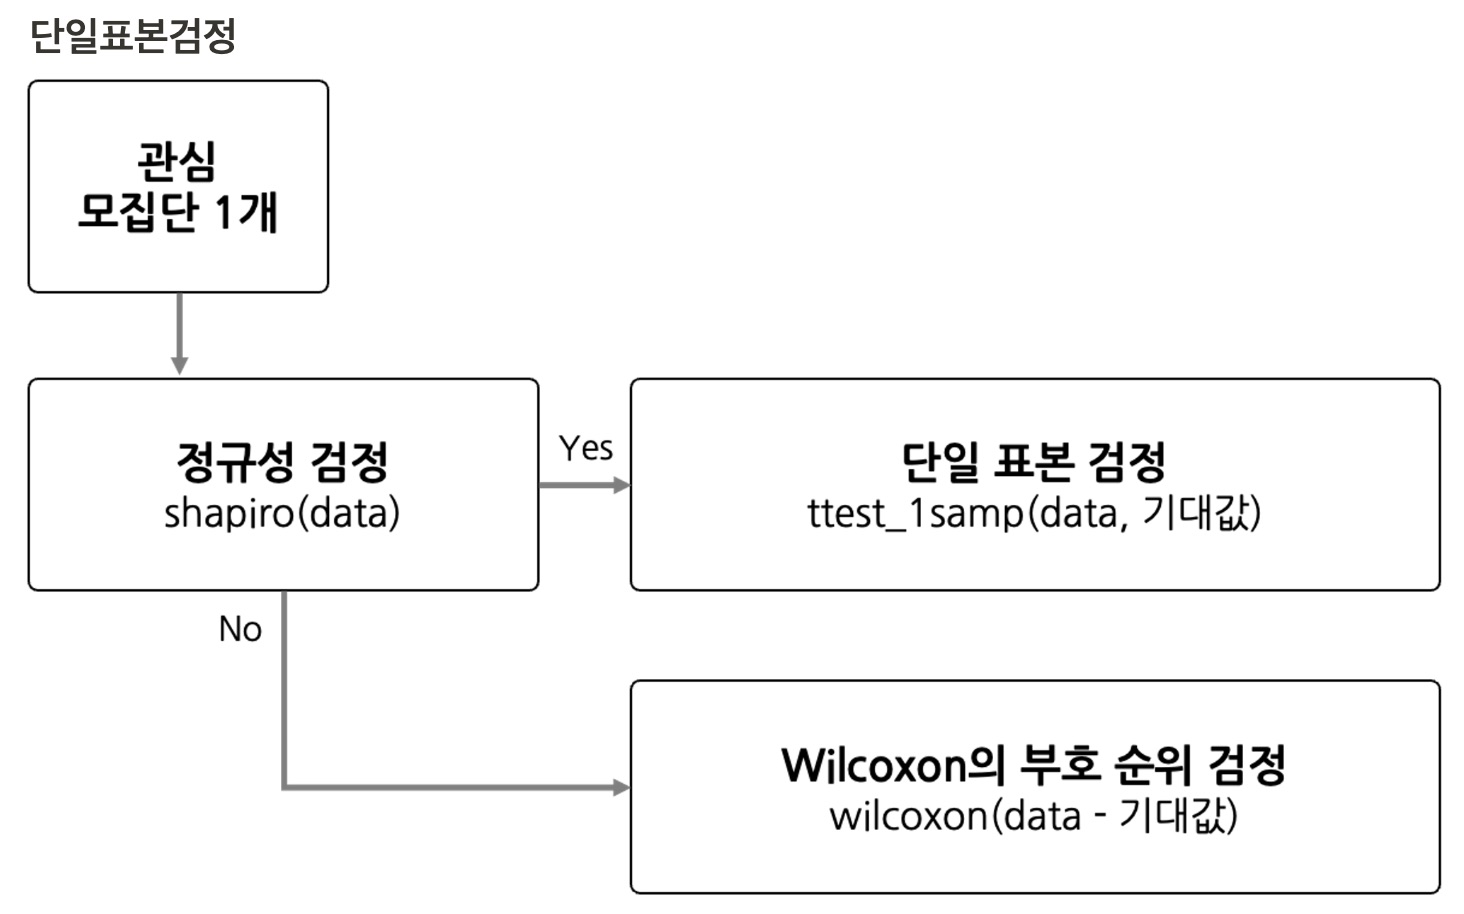 단일표본검정
관심
모집단 1개
정규성 검정
shapiro(data)
Yes
단일 표본 검정
ttest_1samp(data, 기대값)
No
Wilcoxon의 부호 순위 검정
wilcoxon(data - 기대값)